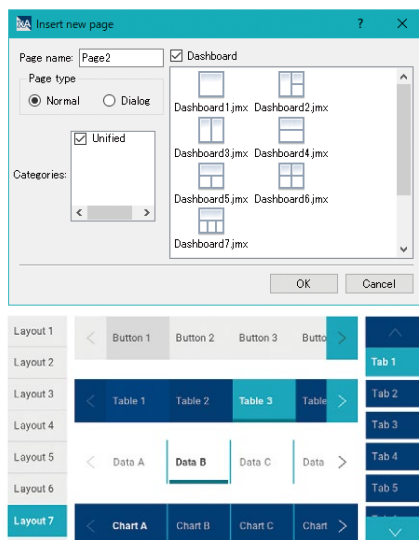 iXA Insert new page ? ×
Page name: Page2
Dashboard
Page type
Normal Dialog
Dashboard1.jmx Dashboard2.jmx
Unified
Dashboard3.jmx Dashboard4.jmx
Categories:
Dashboard5.jmx Dashboard6.jmx
Dashboard7.jmx
OK Cancel
Layout 1
Layout 2
Layout 3
Layout 4
Layout 5
Layout 6
Layout 7
Button 1 Button 2 Button 3 Butto
Table 1 Table 2 Table 3 Table
Data A Data B Data C Data
Chart A Chart B Chart C Chart
Tab 1
Tab 2
Tab 3
Tab 4
Tab 5